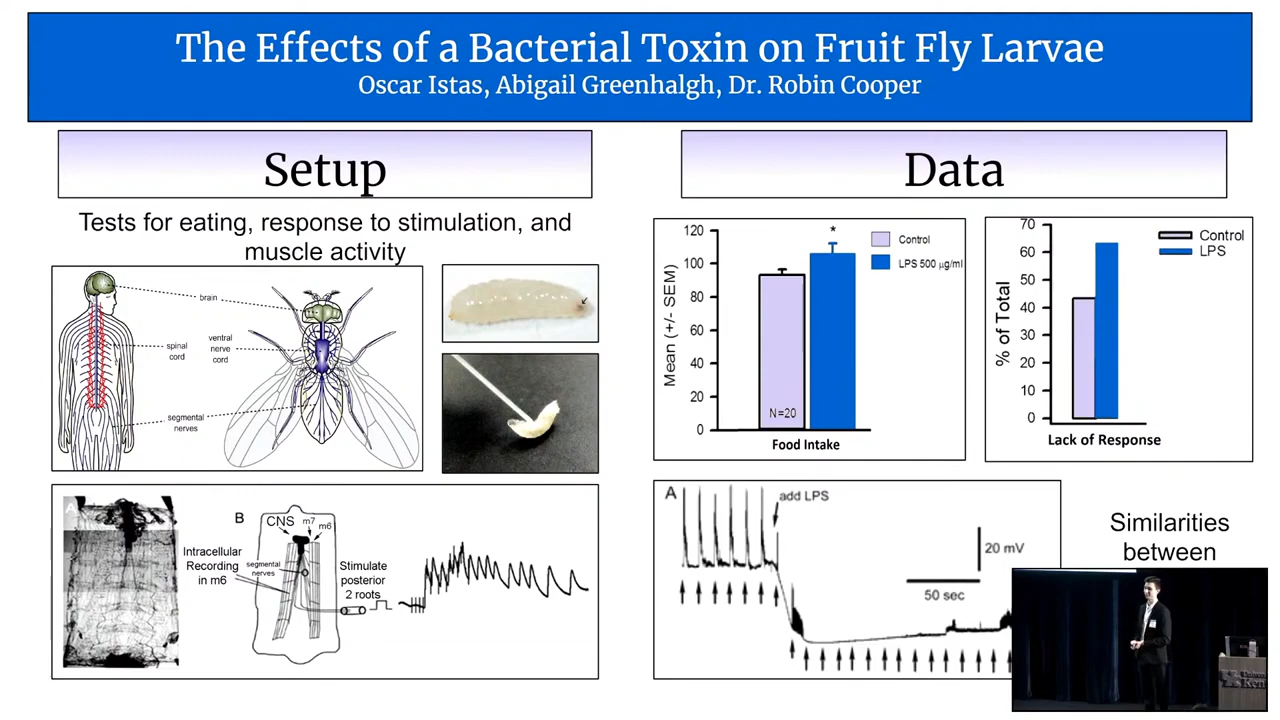 The Effects of a Bacterial Toxin on Fruit Fly Larvae
Oscar Istas, Abigail Greenhalgh, Dr. Robin Cooper
Setup
Tests for eating, response to stimulation, and
muscle activity
brain
spinal
cord
ventral
nerve
cord
segmental
nerves
A
B
CNS
m7
m6
Intracellular
Recording
in m6
segmental
nerves
Stimulate
posterior
2 roots
Data
Mean (+/- SEM)
120
100
80
60
40
20
0
*
N=20
Food Intake
Control
LPS 500 µg/ml
% of Total
70
60
50
40
30
20
10
0
Lack of Response
Control
LPS
A
add LPS
20 mV
50 sec
Similarities
between